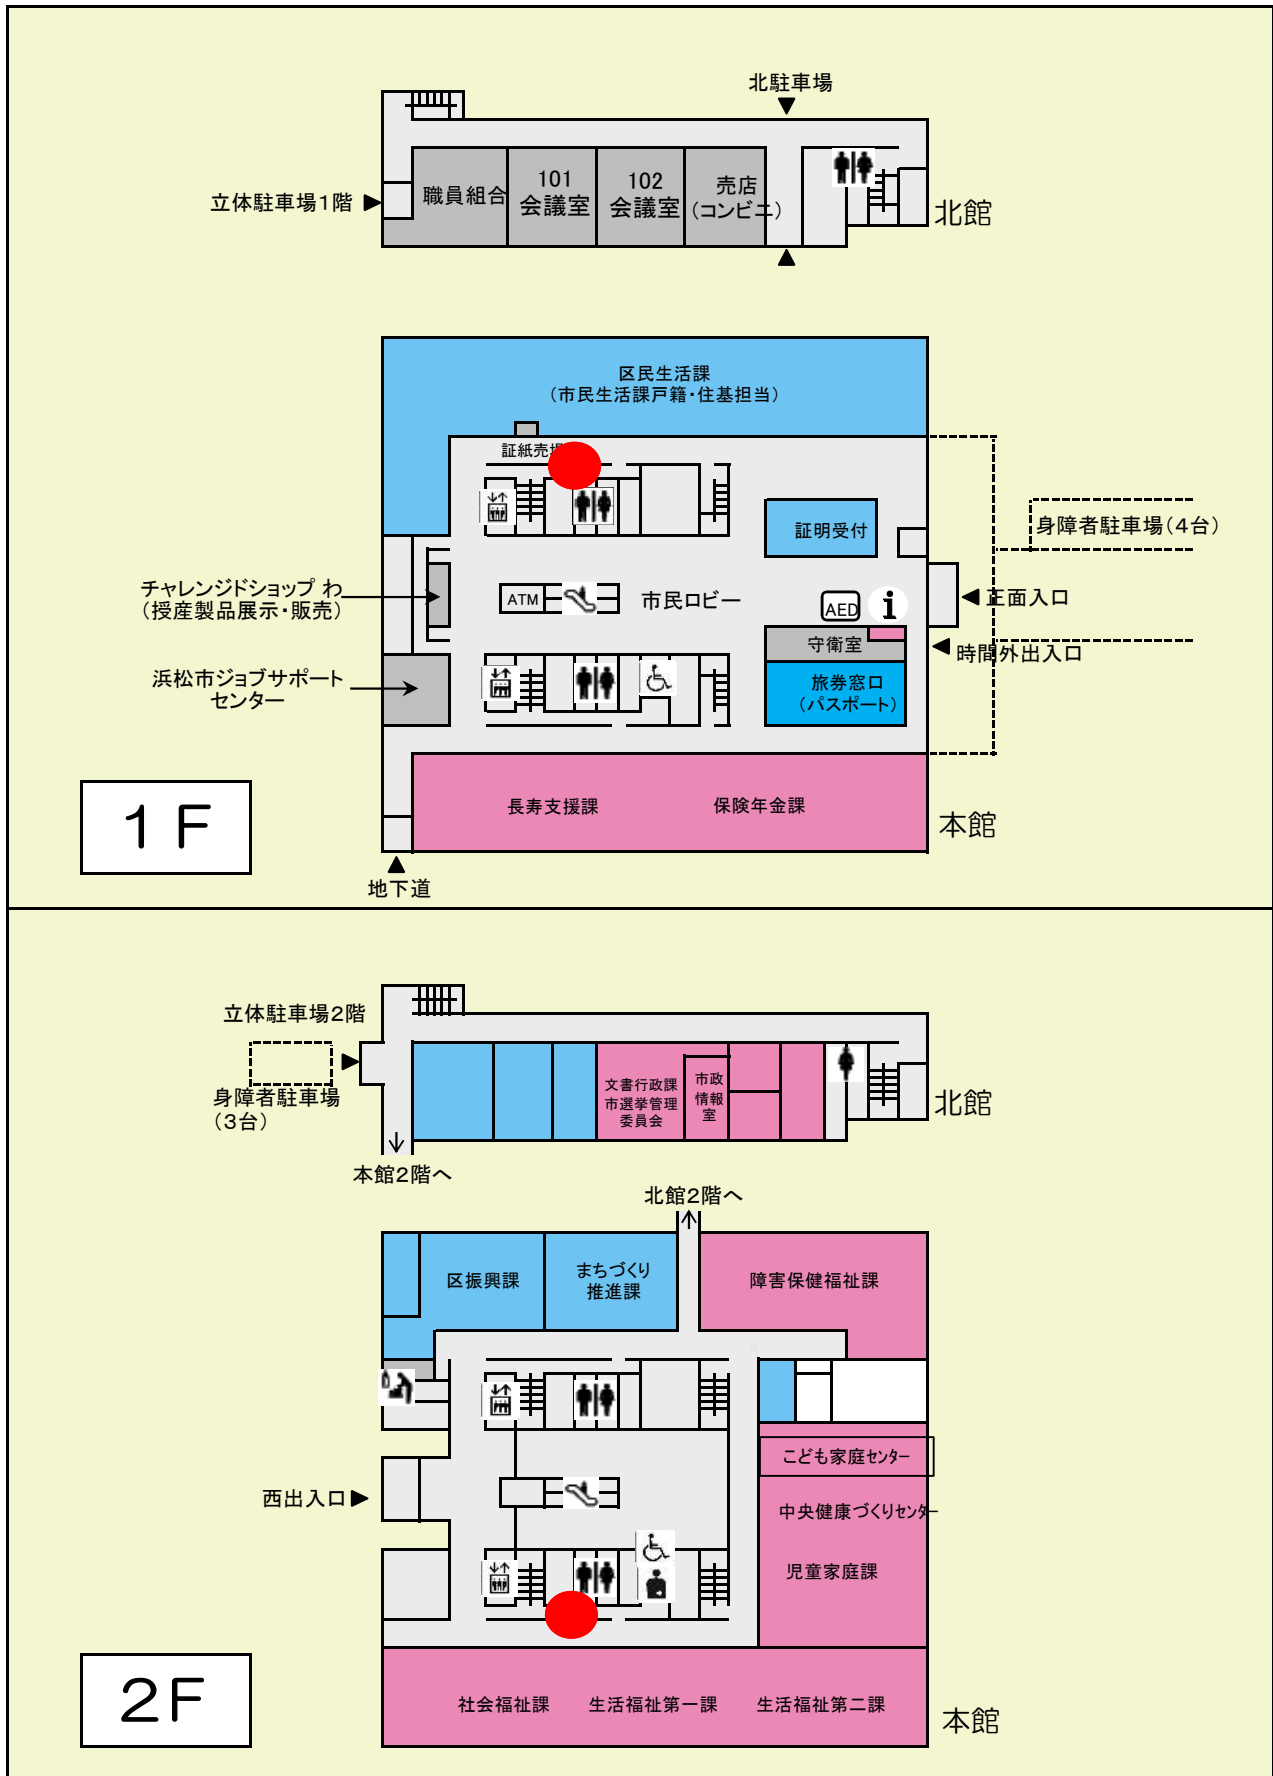 北駐車場
立体駐車場1階
職員組合
101
会議室
102
会議室
売店
(コンビニ)
北館
区民生活課
(市民生活課戸籍・住基担当)
証紙売
証明受付
身障者駐車場(4台)
チャレンジドショップ わ
(授産製品展示・販売)
ATM
市民ロビー
AED
i
正面入口
守衛室
時間外出入口
浜松市ジョブサポート
センター
旅券窓口
(パスポート)
長寿支援課
保険年金課
1F
本館
地下道
立体駐車場2階
身障者駐車場
(3台)
文書行政課
市選挙管理
委員会
市政
情報
室
北館
本館2階へ
北館2階へ
区振興課
まちづくり
推進課
障害保健福祉課
こども家庭センター
西出入口
中央健康づくりセンター
児童家庭課
社会福祉課
生活福祉第一課
生活福祉第二課
2F
本館